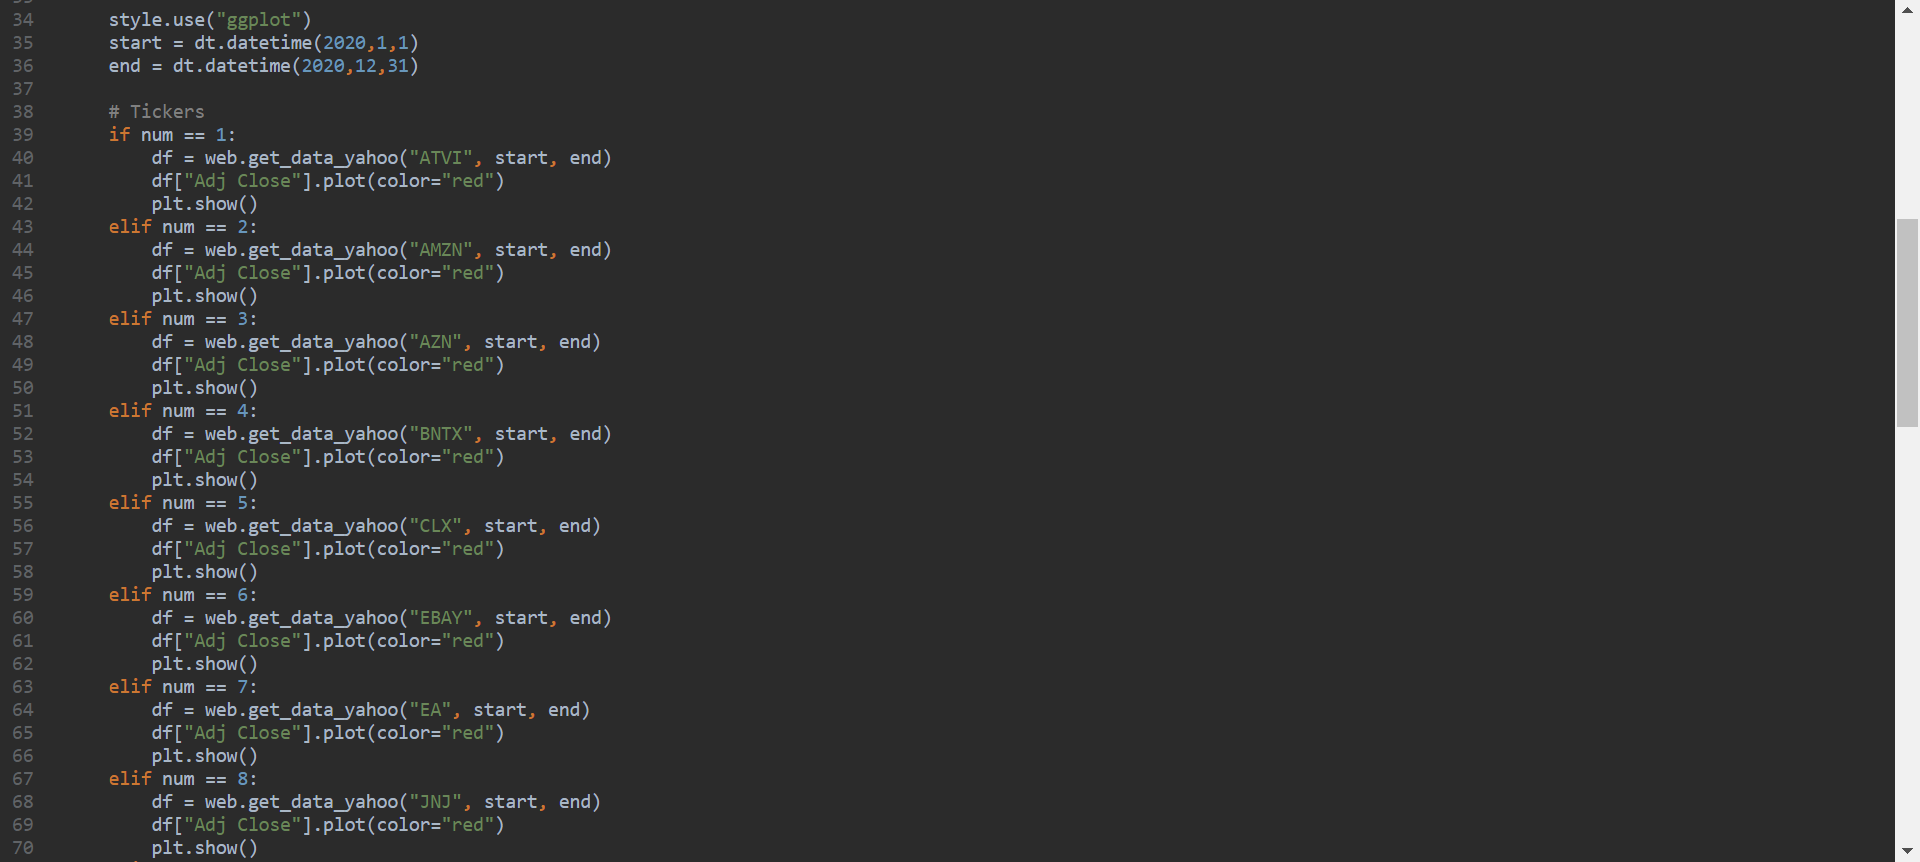 34 style.use("ggplot")
35 start = dt.datetime(2020,1,1)
36 end = dt.datetime(2020,12,31)
37
38 # Tickers
39 if num == 1:
40 df = web.get_data_yahoo("ATVI", start, end)
41 df["Adj Close"].plot(color="red")
42 plt.show()
43 elif num == 2:
44 df = web.get_data_yahoo("AMZN", start, end)
45 df["Adj Close"].plot(color="red")
46 plt.show()
47 elif num == 3:
48 df = web.get_data_yahoo("AZN", start, end)
49 df["Adj Close"].plot(color="red")
50 plt.show()
51 elif num == 4:
52 df = web.get_data_yahoo("BNTX", start, end)
53 df["Adj Close"].plot(color="red")
54 plt.show()
55 elif num == 5:
56 df = web.get_data_yahoo("CLX", start, end)
57 df["Adj Close"].plot(color="red")
58 plt.show()
59 elif num == 6:
60 df = web.get_data_yahoo("EBAY", start, end)
61 df["Adj Close"].plot(color="red")
62 plt.show()
63 elif num == 7:
64 df = web.get_data_yahoo("EA", start, end)
65 df["Adj Close"].plot(color="red")
66 plt.show()
67 elif num == 8:
68 df = web.get_data_yahoo("JNJ", start, end)
69 df["Adj Close"].plot(color="red")
70 plt.show()